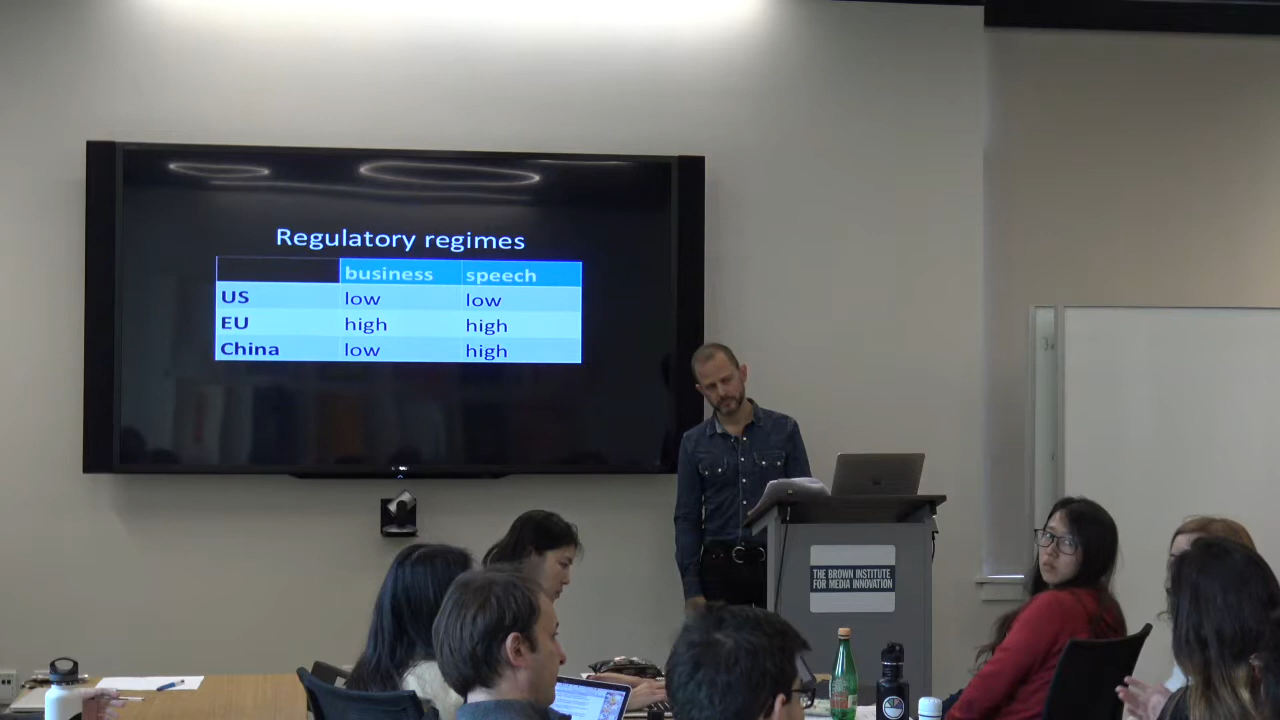 Regulatory regimes
business speech
US low low
EU high high
China low high
THE BROWN INSTITUTE
FOR MEDIA INNOVATION